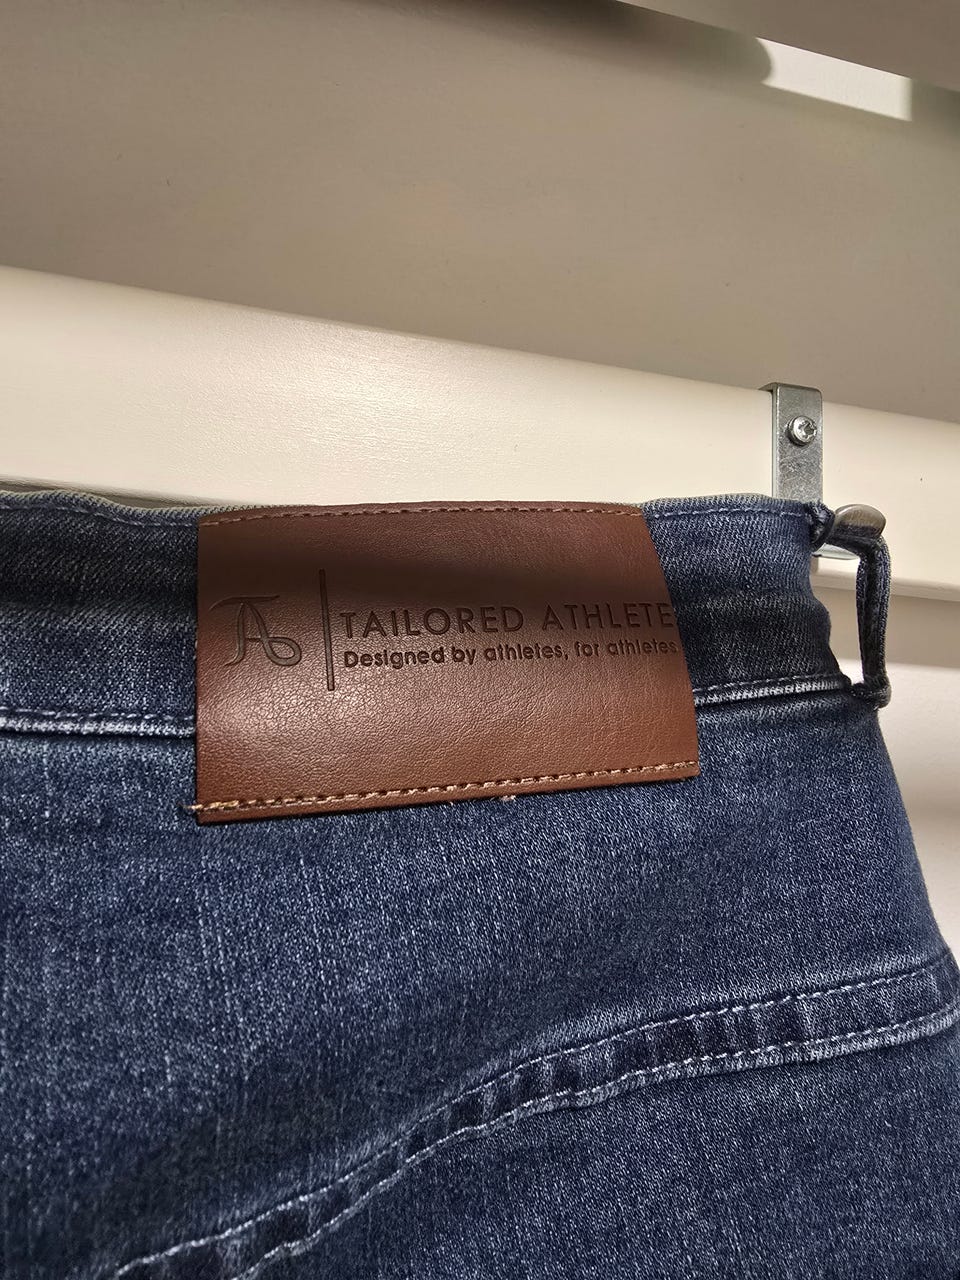 TA
TAILORED ATHLETE
Designed by athletes, for athletes.